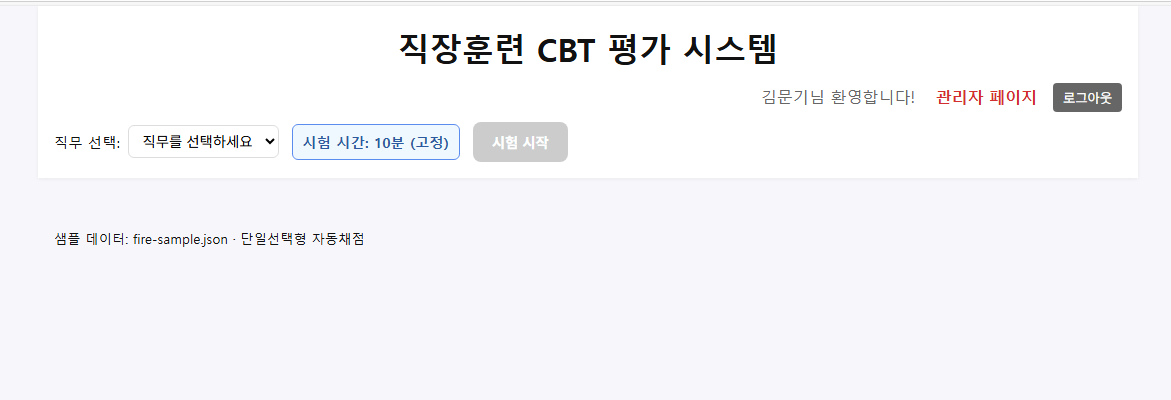 직장훈련 CBT 평가 시스템
김문기님 환영합니다! 관리자 페이지 로그아웃
직무 선택: 직무를 선택하세요 시험 시간: 10분 (고정) 시험 시작
샘플 데이터: fire-sample.json · 단일선택형 자동채점